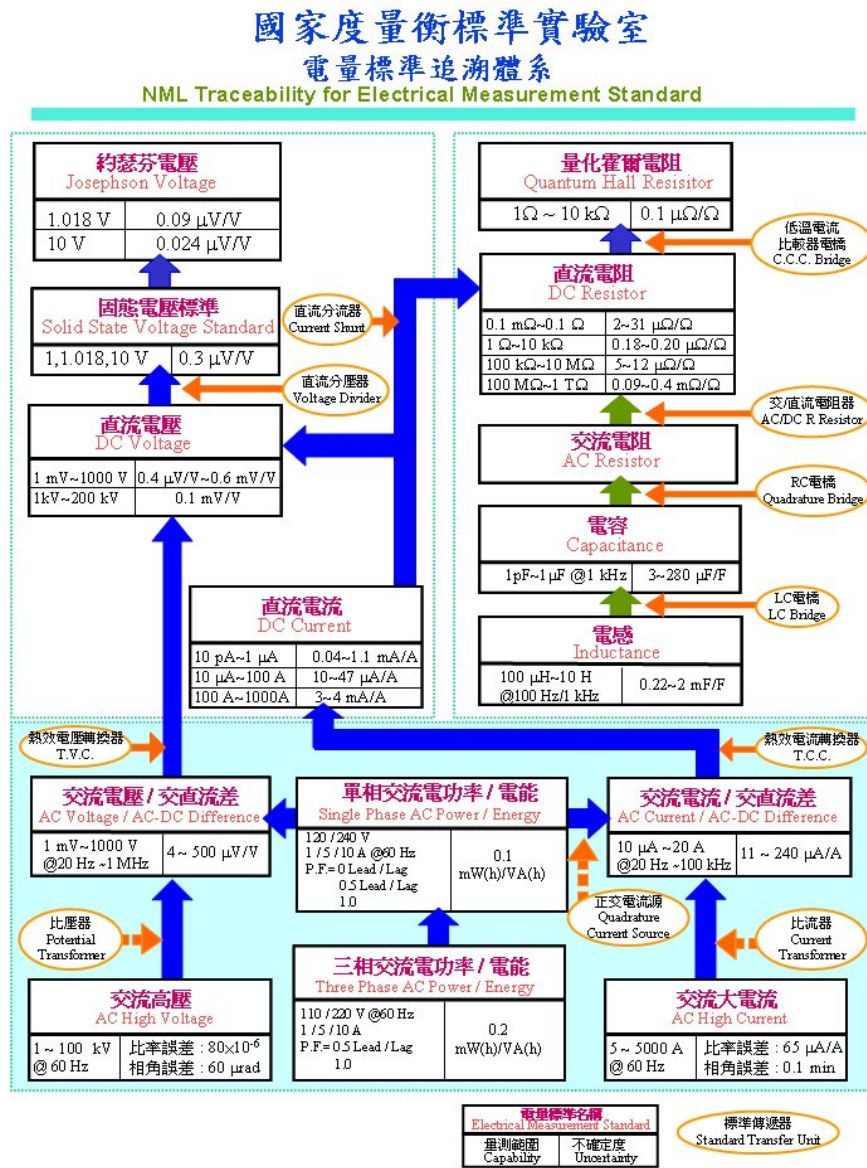 國家度量衡標準實驗室
電量標準追溯體系
NML Traceability for Electrical Measurement Standard
約瑟芬電壓
Josephson Voltage
1.018 V 0.09 μV/V
10 V 0.024 μV/V
固態電壓標準
Solid State Voltage Standard
1,1.018,10 V 0.3 μV/V
直流分流器
Current Shunt
直流分壓器
Voltage Divider
直流電壓
DC Voltage
1 mV~1000 V 0.4 μV/V~0.6 mV/V
1kV~200 kV 0.1 mV/V
直流電流
DC Current
10 pA~1 μA 0.04~1.1 mA/A
10 μA~100 A 10~47 μA/A
100 A~1000A 3~4 mA/A
量化霍爾電阻
Quantum Hall Resisitor
1Ω ~ 10 kΩ 0.1 μΩ/Ω
低溫電流
比較器電橋
C.C.C. Bridge
直流電阻
DC Resistor
0.1 mΩ~0.1 Ω 2~31 μΩ/Ω
1 Ω~10 kΩ 0.18~0.20 μΩ/Ω
100 kΩ~10 MΩ 5~12 μΩ/Ω
100 MΩ~1 TΩ 0.09~0.4 mΩ/Ω
交/直流電阻器
AC/DC R Resistor
交流電阻
AC Resistor
RC電橋
Quadrature Bridge
電容
Capacitance
1pF~1μF @1 kHz 3~280 μF/F
LC電橋
LC Bridge
電感
Inductance
100 μH~10 H
@100 Hz/1 kHz
0.22~2 mF/F
熱效電壓轉換器
T.V.C.
熱效電流轉換器
T.C.C.
交流電壓 / 交直流差
AC Voltage / AC-DC Difference
1 mV~1000 V
@20 Hz ~1 MHz
4~ 500 μV/V
單相交流電功率 / 電能
Single Phase AC Power / Energy
120 / 240 V
1 / 5 / 10 A @60 Hz
P.F.= 0 Lead / Lag
0.5 Lead / Lag
1.0
0.1
mW(h)/VA(h)
交流電流 / 交直流差
AC Current / AC-DC Difference
10 μA ~20 A
@20 Hz ~100 kHz
11 ~ 240 μA/A
比壓器
Potential
Transformer
正交電流源
Quadrature
Current Source
比流器
Current
Transformer
交流高壓
AC High Voltage
1 ~ 100 kV
@ 60 Hz
比率誤差 : 80×10-6
相角誤差 : 60 μrad
三相交流電功率 / 電能
Three Phase AC Power / Energy
110 / 220 V @60 Hz
1 / 5 / 10 A
P.F.= 0.5 Lead / Lag
1.0
0.2
mW(h)/VA(h)
交流大電流
AC High Current
5 ~ 5000 A
@ 60 Hz
比率誤差 : 65 μA/A
相角誤差 : 0.1 min
電量標準名稱
Electrical Measurement Standard
量測範圍 不確定度
Capability Uncertainty
標準傳遞器
Standard Transfer Unit